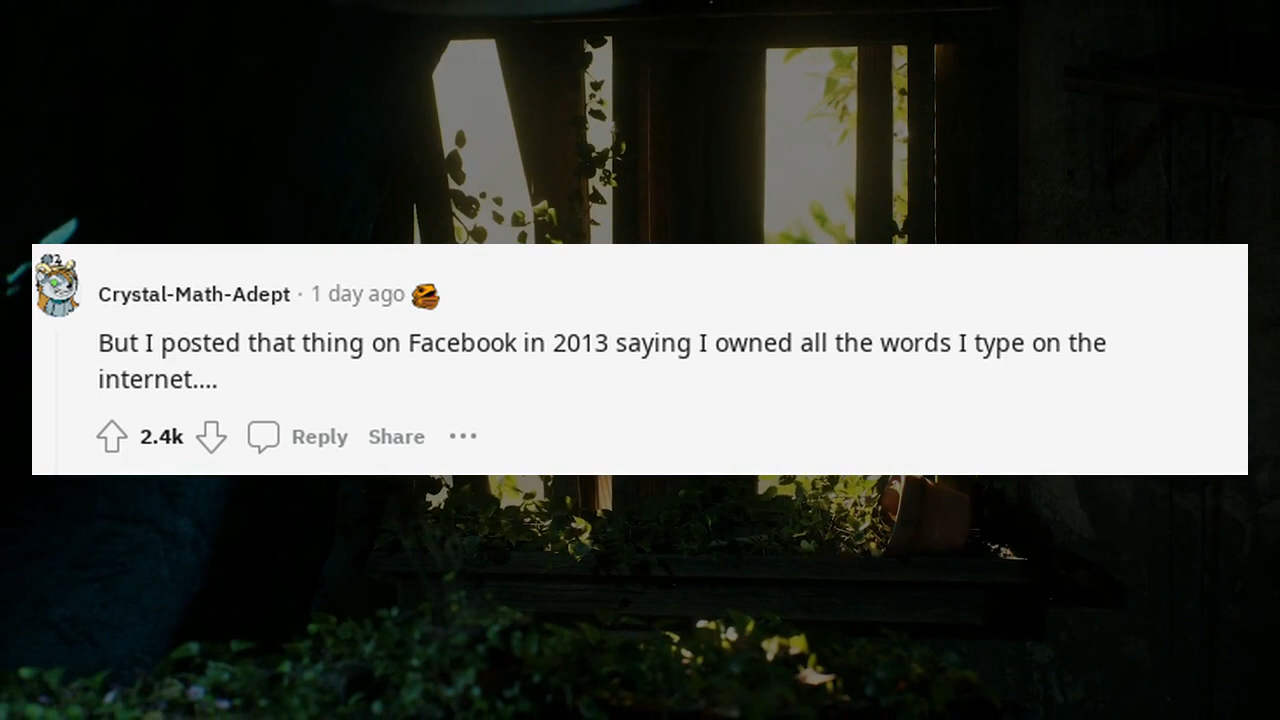 Crystal-Math-Adept · 1 day ago
But I posted that thing on Facebook in 2013 saying I owned all the words I type on the
internet....
2.4k Reply Share ···